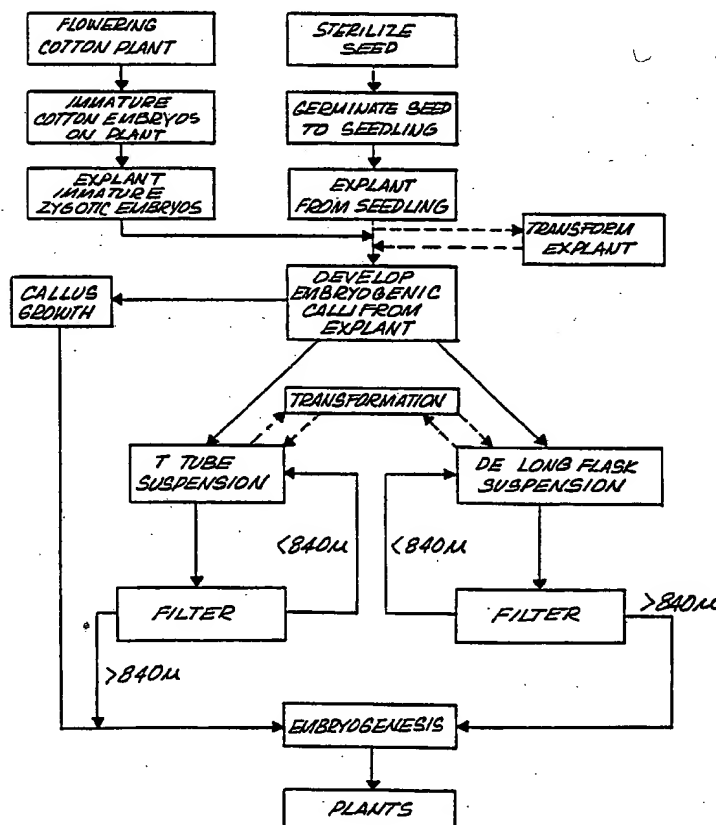 FLOWERING
COTTON PLANT
STERILIZE
SEED
IMMATURE
COTTON EMBRYOS
ON PLANT
GERMINATE SEED
TO SEEDLING
EXPLANT
IMMATURE
ZYGOTIC EMBRYOS
EXPLANT
FROM SEEDLING
TRANSFORM
EXPLANT
CALLUS
GROWTH
DEVELOP
EMBRYOGENIC
CALLI FROM
EXPLANT
TRANSFORMATION
T TUBE
SUSPENSION
DE LONG FLASK
SUSPENSION
<840μ
<840μ
FILTER
FILTER
>840μ
>840μ
EMBRYOGENESIS
PLANTS